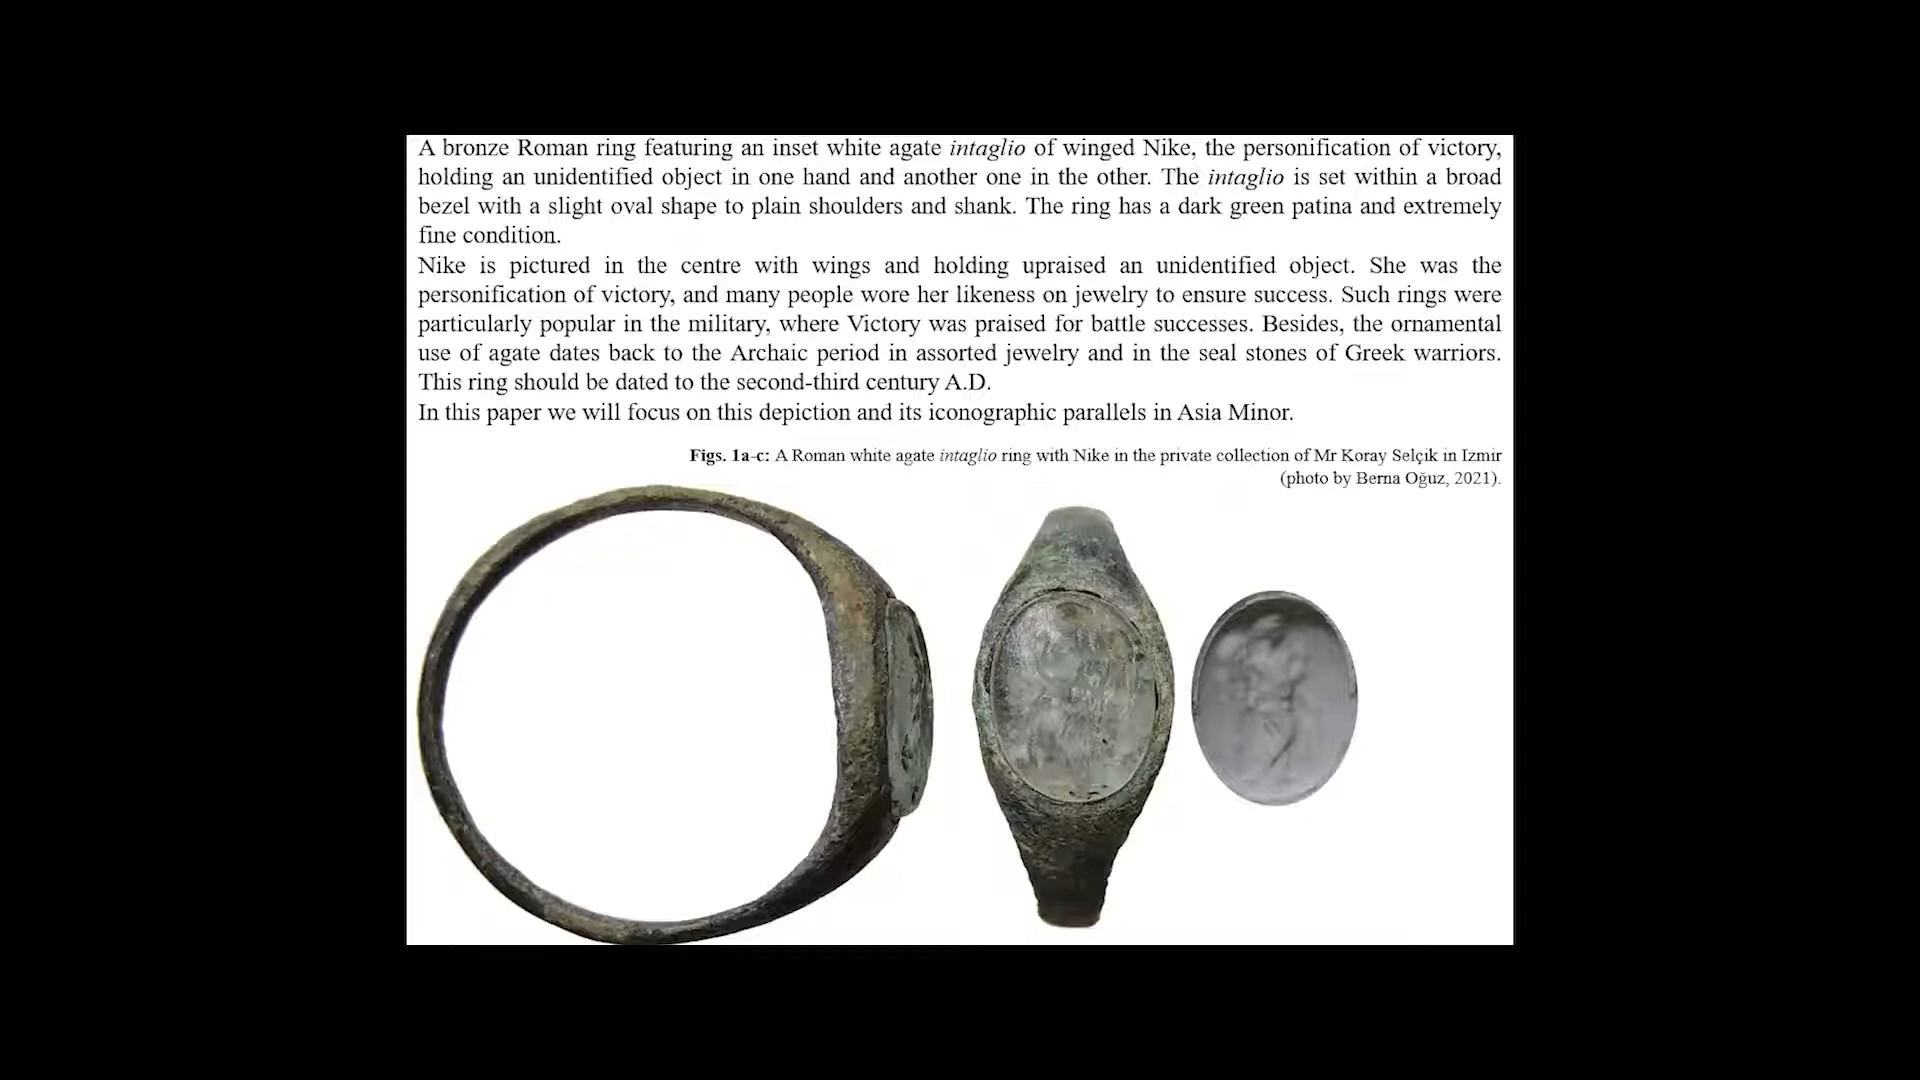 A bronze Roman ring featuring an inset white agate intaglio of winged Nike, the personification of victory,
holding an unidentified object in one hand and another one in the other. The intaglio is set within a broad
bezel with a slight oval shape to plain shoulders and shank. The ring has a dark green patina and extremely
fine condition.
Nike is pictured in the centre with wings and holding upraised an unidentified object. She was the
personification of victory, and many people wore her likeness on jewelry to ensure success. Such rings were
particularly popular in the military, where Victory was praised for battle successes. Besides, the ornamental
use of agate dates back to the Archaic period in assorted jewelry and in the seal stones of Greek warriors.
This ring should be dated to the second-third century A.D.
In this paper we will focus on this depiction and its iconographic parallels in Asia Minor.
Figs. 1a-c: A Roman white agate intaglio ring with Nike in the private collection of Mr Koray Selçik in Izmir
(photo by Berna Oğuz, 2021).